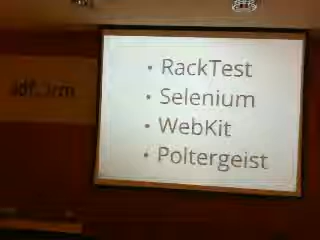 • RackTest
• Selenium
• WebKit
• Poltergeist